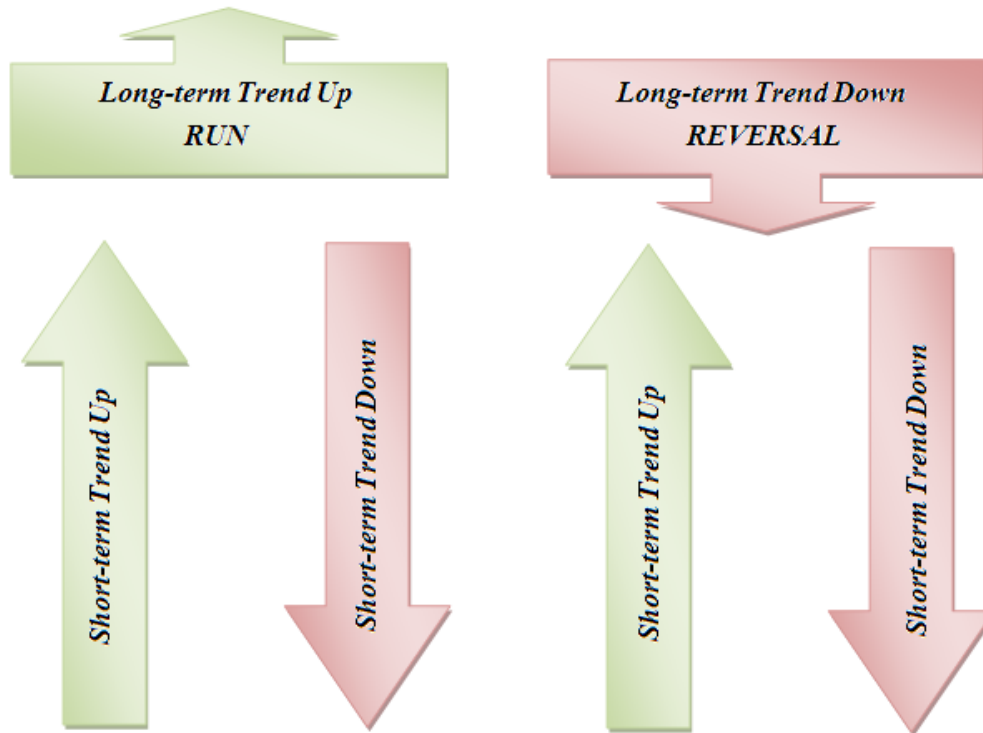 Long-term Trend Up
RUN
Long-term Trend Down
REVERSAL
Short-term Trend Up
Short-term Trend Down
Short-term Trend Up
Short-term Trend Down